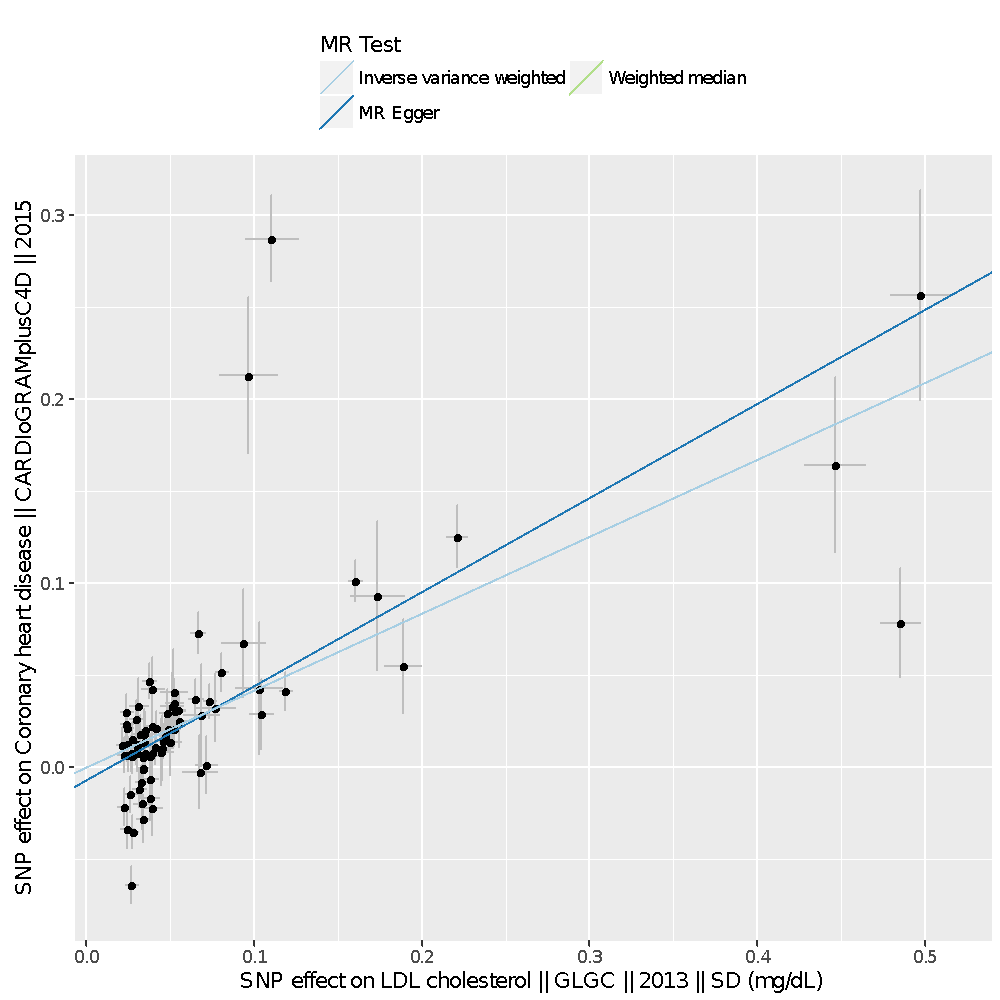 MR Test
Inverse variance weighted
Weighted median
MR Egger
SNP effect on Coronary heart disease || CARDIoGRAMplusC4D || 2015
0.3
0.2
0.1
0.0
0.0 0.1 0.2 0.3 0.4 0.5
SNP effect on LDL cholesterol || GLGC || 2013 || SD (mg/dL)